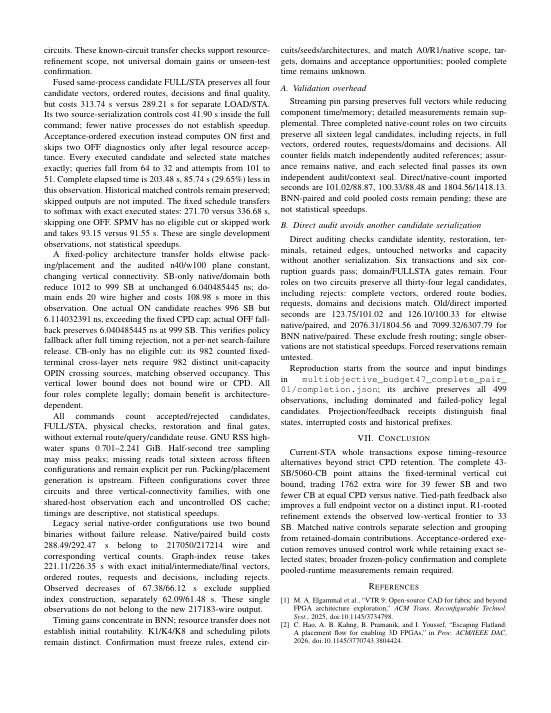 circuits. These known-circuit transfer checks support resource-
refinement scope, not universal domain gains or unseen-test
confirmation.
Fused same-process candidate FULL/STA preserves all four
candidate vectors, ordered routes, decisions and final quality,
but costs 313.74 s versus 289.21 s for separate LOAD/STA.
Its two source-serialization controls cost 41.90 s inside the full
command; fewer native processes do not establish speedup.
Acceptance-ordered execution instead computes ON first and
skips two OFF diagnostics only after legal resource accep-
tance. Every executed candidate and selected state matches
exactly; queries fall from 64 to 32 and attempts from 101 to
51. Complete elapsed time is 203.48 s, 85.74 s (29.65%) less in
this observation. Historical matched controls remain preserved;
skipped outputs are not imputed. The fixed schedule transfers
to softmax with exact executed states: 271.70 versus 336.68 s,
skipping one OFF. SPMV has no eligible cut or skipped work
and takes 93.15 versus 91.55 s. These are single development
observations, not statistical speedups.
A fixed-policy architecture transfer holds eltwise pack-
ing/placement and the audited n40/w100 plane constant,
changing vertical connectivity. SB-only native/domain both
reduce 1012 to 999 SB at unchanged 6.040485445 ns; do-
main ends 20 wire higher and costs 108.98 s more in this
observation. One actual ON candidate reaches 996 SB but
6.114032391 ns, exceeding the fixed CPD cap; actual OFF fall-
back preserves 6.040485445 ns at 999 SB. This verifies policy
fallback after full timing rejection, not a per-net search-failure
release. CB-only has no eligible cut: its 982 counted fixed-
terminal cross-layer nets require 982 distinct unit-capacity
OPIN crossing sources, matching observed occupancy. This
vertical lower bound does not bound wire or CPD. All
four roles complete legally; domain benefit is architecture-
dependent.
All commands count accepted/rejected candidates,
FULL/STA, physical checks, restoration and final gates,
without external route/query/candidate reuse. GNU RSS high-
water spans 0.701–2.241 GiB. Half-second tree sampling
may miss peaks; missing reads total sixteen across fifteen
configurations and remain explicit per run. Packing/placement
generation is upstream. Fifteen configurations cover three
circuits and three vertical-connectivity families, with one
shared-host observation each and uncontrolled OS cache;
timings are descriptive, not statistical speedups.
Legacy serial native-order configurations use two bound
binaries without failure release. Native/paired build costs
288.49/292.47 s belong to 217050/217214 wire and
corresponding vertical counts. Graph-index reuse takes
221.11/226.35 s with exact initial/intermediate/final vectors,
ordered routes, requests and decisions, including rejects.
Observed decreases of 67.38/66.12 s exclude supplied
index construction, separately 62.09/61.48 s. These single
observations do not belong to the new 217183-wire output.
Timing gains concentrate in BNN; resource transfer does not
establish initial routability. K1/K4/K8 and scheduling pilots
remain distinct. Confirmation must freeze rules, extend cir-
cuits/seeds/architectures, and match A0/R1/native scope, tar-
gets, domains and acceptance opportunities; pooled complete
time remains unknown.
A. Validation overhead
Streaming pin parsing preserves full vectors while reducing
component time/memory; detailed measurements remain sup-
plemental. Three completed native-count roles on two circuits
preserve six legal candidates, including rejects, in full
vectors, ordered routes, requests/domains and decisions. All
counter fields match independently audited references; assur-
ance remains native, and each selected final passes its own
independent audit/context seal. Direct/native-count imported
seconds are 101.02/88.87, 100.33/88.48 and 1804.56/1418.13.
BNN-paired and cold pooled costs remain pending; these are
not statistical speedups.
B. Direct audit avoids another candidate serialization
Direct auditing checks candidate identity, restoration, ter-
minals, retained edges, untouched networks and capacity
without another serialization. Six transactions and six cor-
ruption guards pass; domain/FULLSTA gates remain. Four
roles on two circuits preserve all thirty-four legal candidates,
including rejects: complete vectors, ordered route bodies,
requests, domains and decisions match. Old/direct imported
seconds are 123.75/101.02 and 126.10/100.33 for eltwise
native/paired, and 2076.31/1804.56 and 7099.32/6307.79 for
BNN native/paired. These exclude fresh routing; single obser-
vations are not statistical speedups. Forced reservations remain
untested.
Reproduction starts from the source and input bindings
in multiobjective_budget47_complete_pair_
01/completion.json; its archive preserves all 499
observations, including dominated and failed-policy legal
candidates. Projection/feedback receipts distinguish final
states, interrupted costs and historical prefixes.
VII. CONCLUSION
Current-STA whole transactions expose timing–resource
alternatives beyond strict CPD retention. The complete 43-
SB/5060-CB point attains the fixed-terminal vertical cut
bound, trading 1762 extra wire for 39 fewer SB and two
fewer CB at equal CPD versus native. Tied-path feedback also
improves a full endpoint vector on a distinct input. R1-rooted
refinement extends the observed low-vertical frontier to 33
SB. Matched native controls separate selection and grouping
from retained-domain contributions. Acceptance-ordered exe-
cution removes unused control work while retaining exact se-
lected states; broader frozen-policy confirmation and complete
pooled-runtime measurements remain required.
REFERENCES
[1] M. A. Elgammal et al., “VTR 9: Open-source CAD for fabric and beyond
FPGA architecture exploration,” ACM Trans. Reconfigurable Technol.
Syst., 2025, doi:10.1145/3734798.
[2] C. Hao, A. B. Kahng, B. Pramanik, and I. Youssef, “Escaping Flatland:
A placement flow for enabling 3D FPGAs,” in Proc. ACM/IEEE DAC,
2026, doi:10.1145/3770743.3804424.